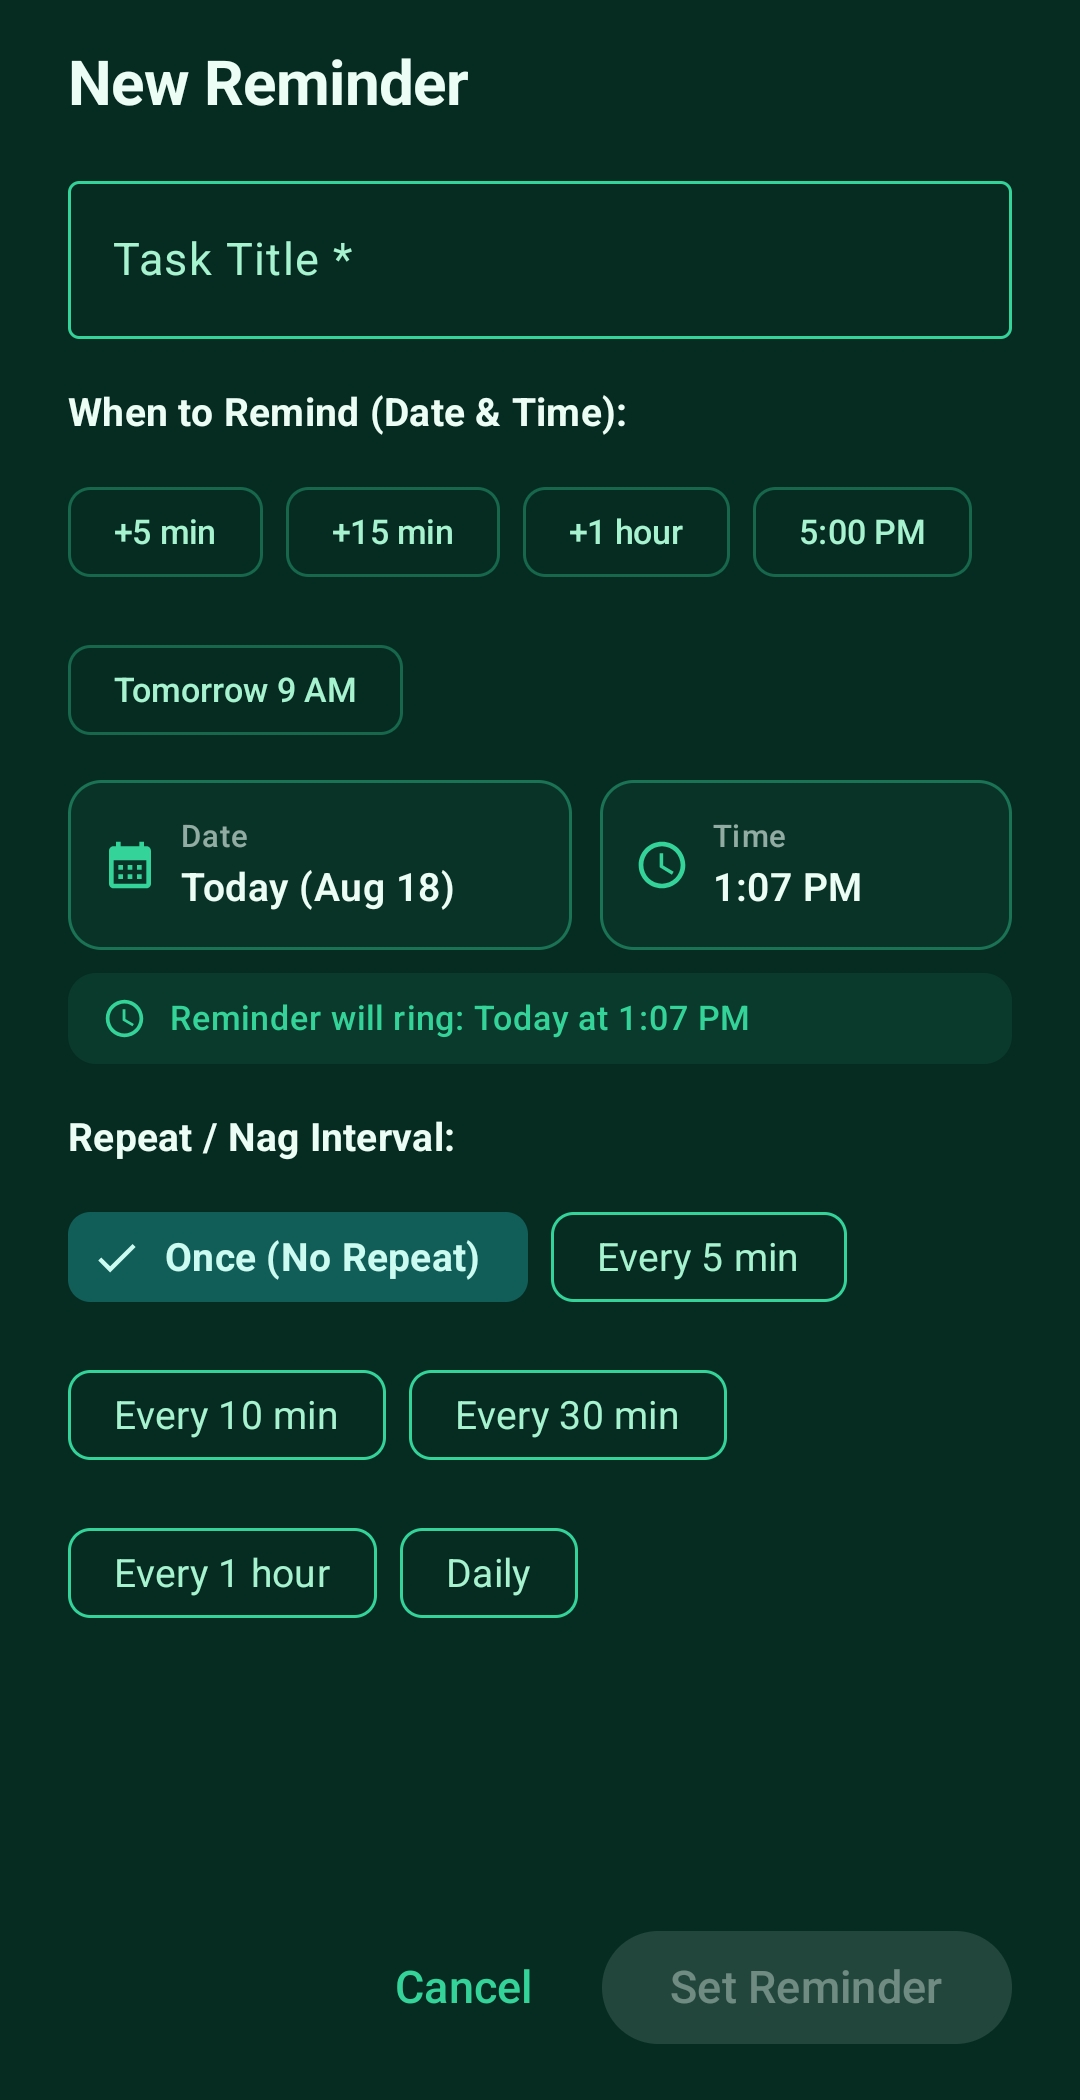 New Reminder
Task Title *
When to Remind (Date & Time):
+5 min
+15 min
+1 hour
5:00 PM
Tomorrow 9 AM
Date
Today (Aug 18)
Time
1:07 PM
Reminder will ring: Today at 1:07 PM
Repeat / Nag Interval:
Once (No Repeat)
Every 5 min
Every 10 min
Every 30 min
Every 1 hour
Daily
Cancel
Set Reminder